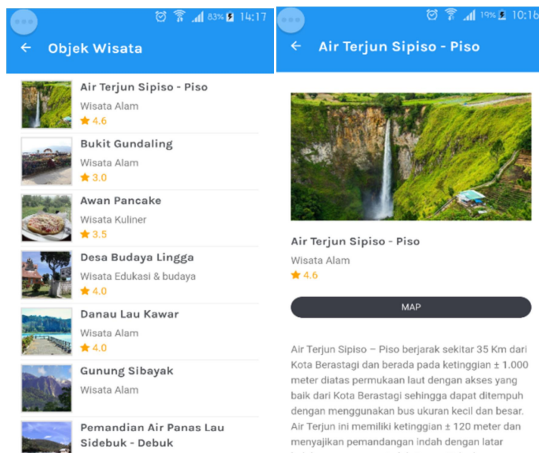 83% 14:17
Objek Wisata
Air Terjun Sipiso - Piso
Wisata Alam
4.6
Bukit Gundaling
Wisata Alam
3.0
Awan Pancake
Wisata Kuliner
3.5
Desa Budaya Lingga
Wisata Edukasi & budaya
4.0
Danau Lau Kawar
Wisata Alam
4.0
Gunung Sibayak
Wisata Alam
Pemandian Air Panas Lau
Sidebuk - Debuk
19% 10:16
Air Terjun Sipiso - Piso
Air Terjun Sipiso - Piso
Wisata Alam
4.6
MAP
Air Terjun Sipiso – Piso berjarak sekitar 35 Km dari
Kota Berastagi dan berada pada ketinggian ± 1.000
meter diatas permukaan laut dengan akses yang
baik dari Kota Berastagi sehingga dapat ditempuh
dengan menggunakan bus ukuran kecil dan besar.
Air Terjun ini memiliki ketinggian ± 120 meter dan
menyajikan pemandangan indah dengan latar